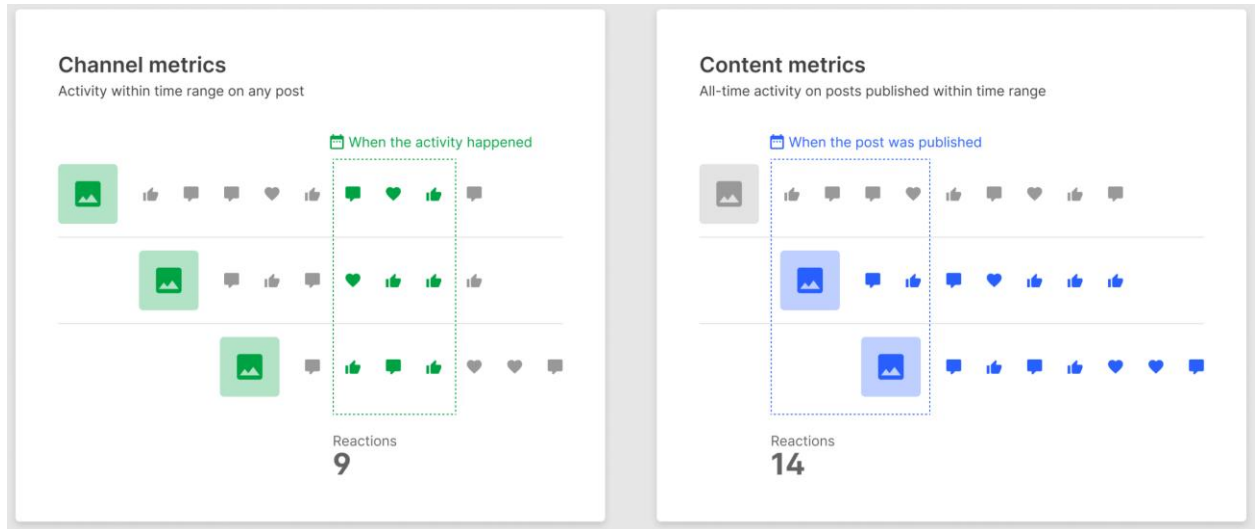 Channel metrics
Activity within time range on any post
When the activity happened
Reactions
9
Content metrics
All-time activity on posts published within time range
When the post was published
Reactions
14